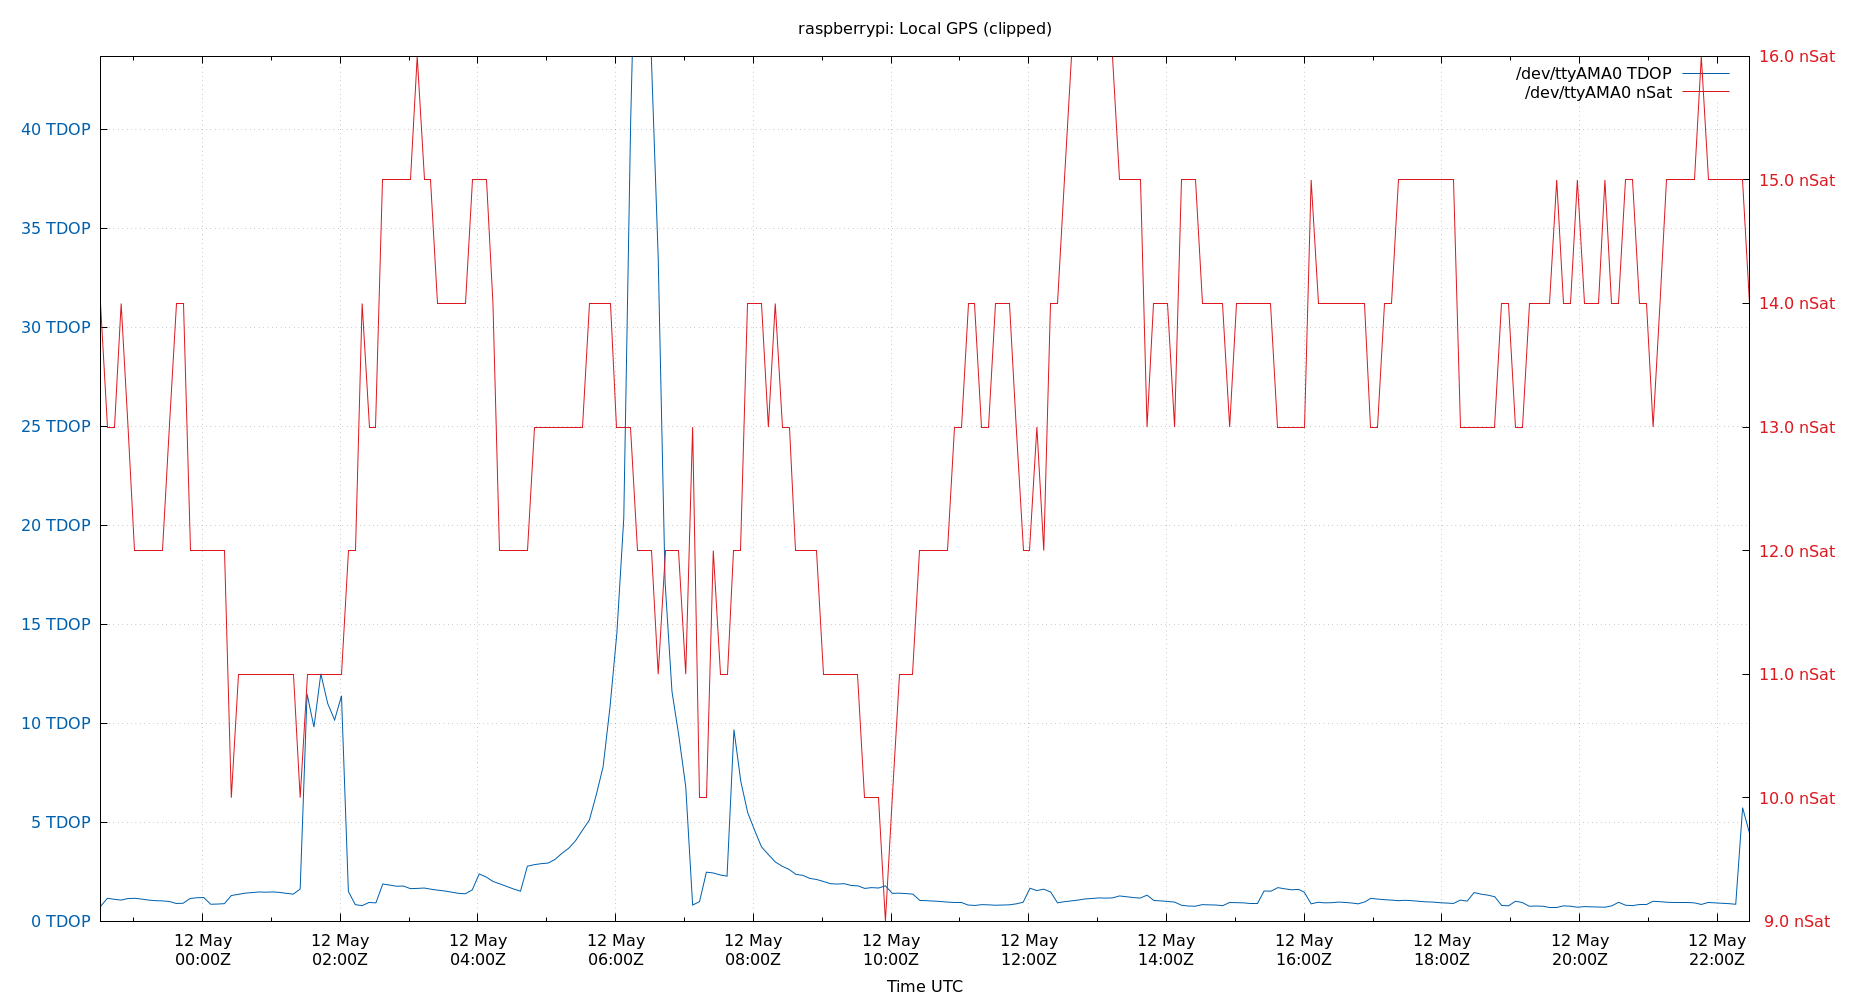 raspberrypi: Local GPS (clipped)
16.0 nSat
/dev/ttyAMA0 TDOP
/dev/ttyAMA0 nSat
40 TDOP
15.0 nSat
35 TDOP
14.0 nSat
30 TDOP
25 TDOP
13.0 nSat
20 TDOP
12.0 nSat
15 TDOP
11.0 nSat
10 TDOP
10.0 nSat
5 TDOP
0 TDOP
9.0 nSat
12 May 12 May 12 May 12 May 12 May 12 May 12 May 12 May 12 May 12 May 12 May 12 May
00:00Z 02:00Z 04:00Z 06:00Z 08:00Z 10:00Z 12:00Z 14:00Z 16:00Z 18:00Z 20:00Z 22:00Z
Time UTC